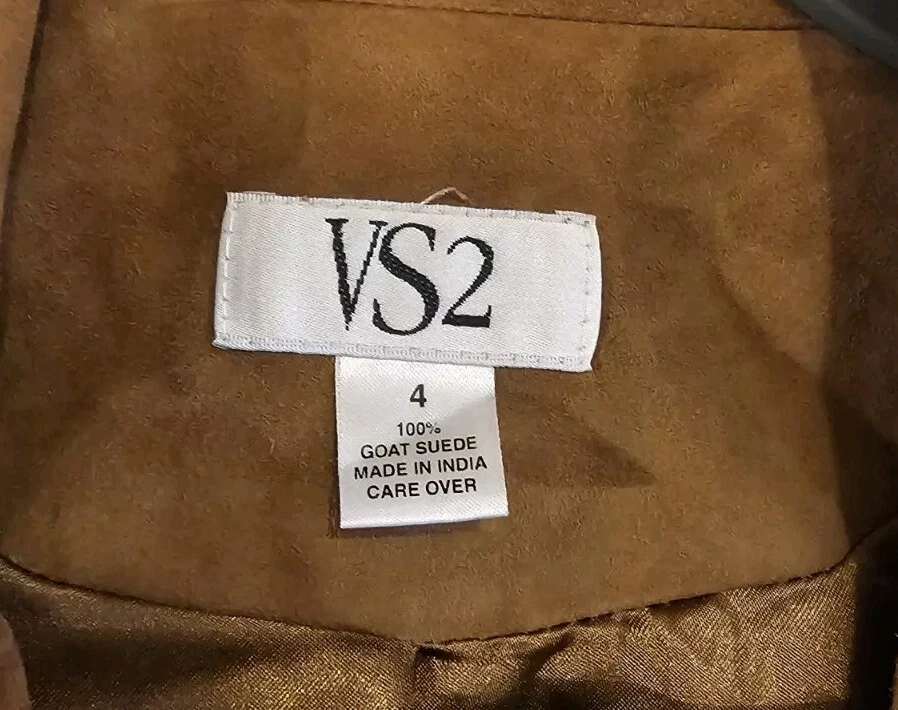 VS2
4
100%
GOAT SUEDE
MADE IN INDIA
CARE OVER